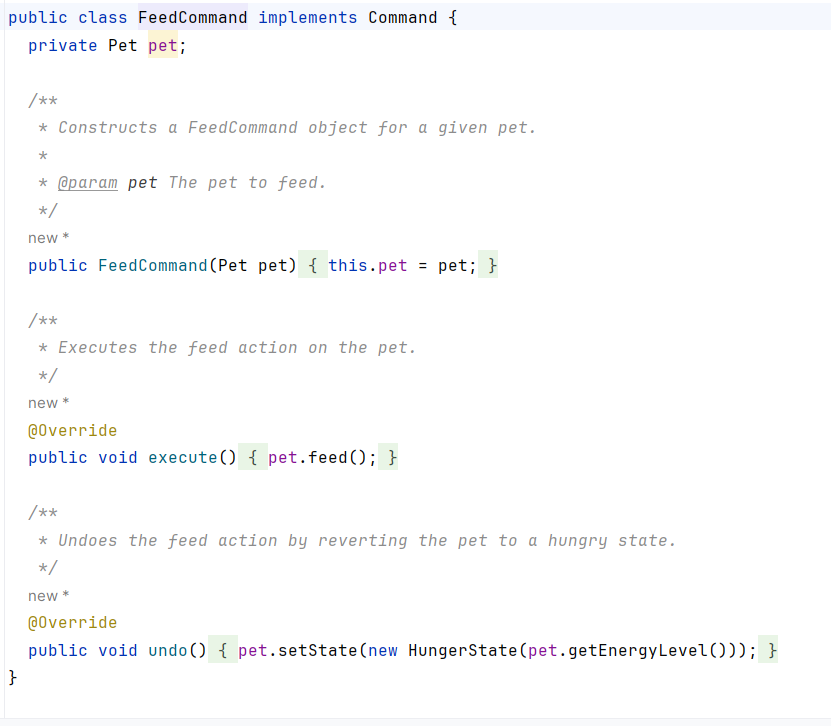 public class FeedCommand implements Command {
private Pet pet;
/**
* Constructs a FeedCommand object for a given pet.
*
* @param pet The pet to feed.
*/
new *
public FeedCommand(Pet pet) { this.pet = pet; }
/**
* Executes the feed action on the pet.
*/
new *
@Override
public void execute() { pet.feed(); }
/**
* Undoes the feed action by reverting the pet to a hungry state.
*/
new *
@Override
public void undo() { pet.setState(new HungerState(pet.getEnergyLevel())); }
}